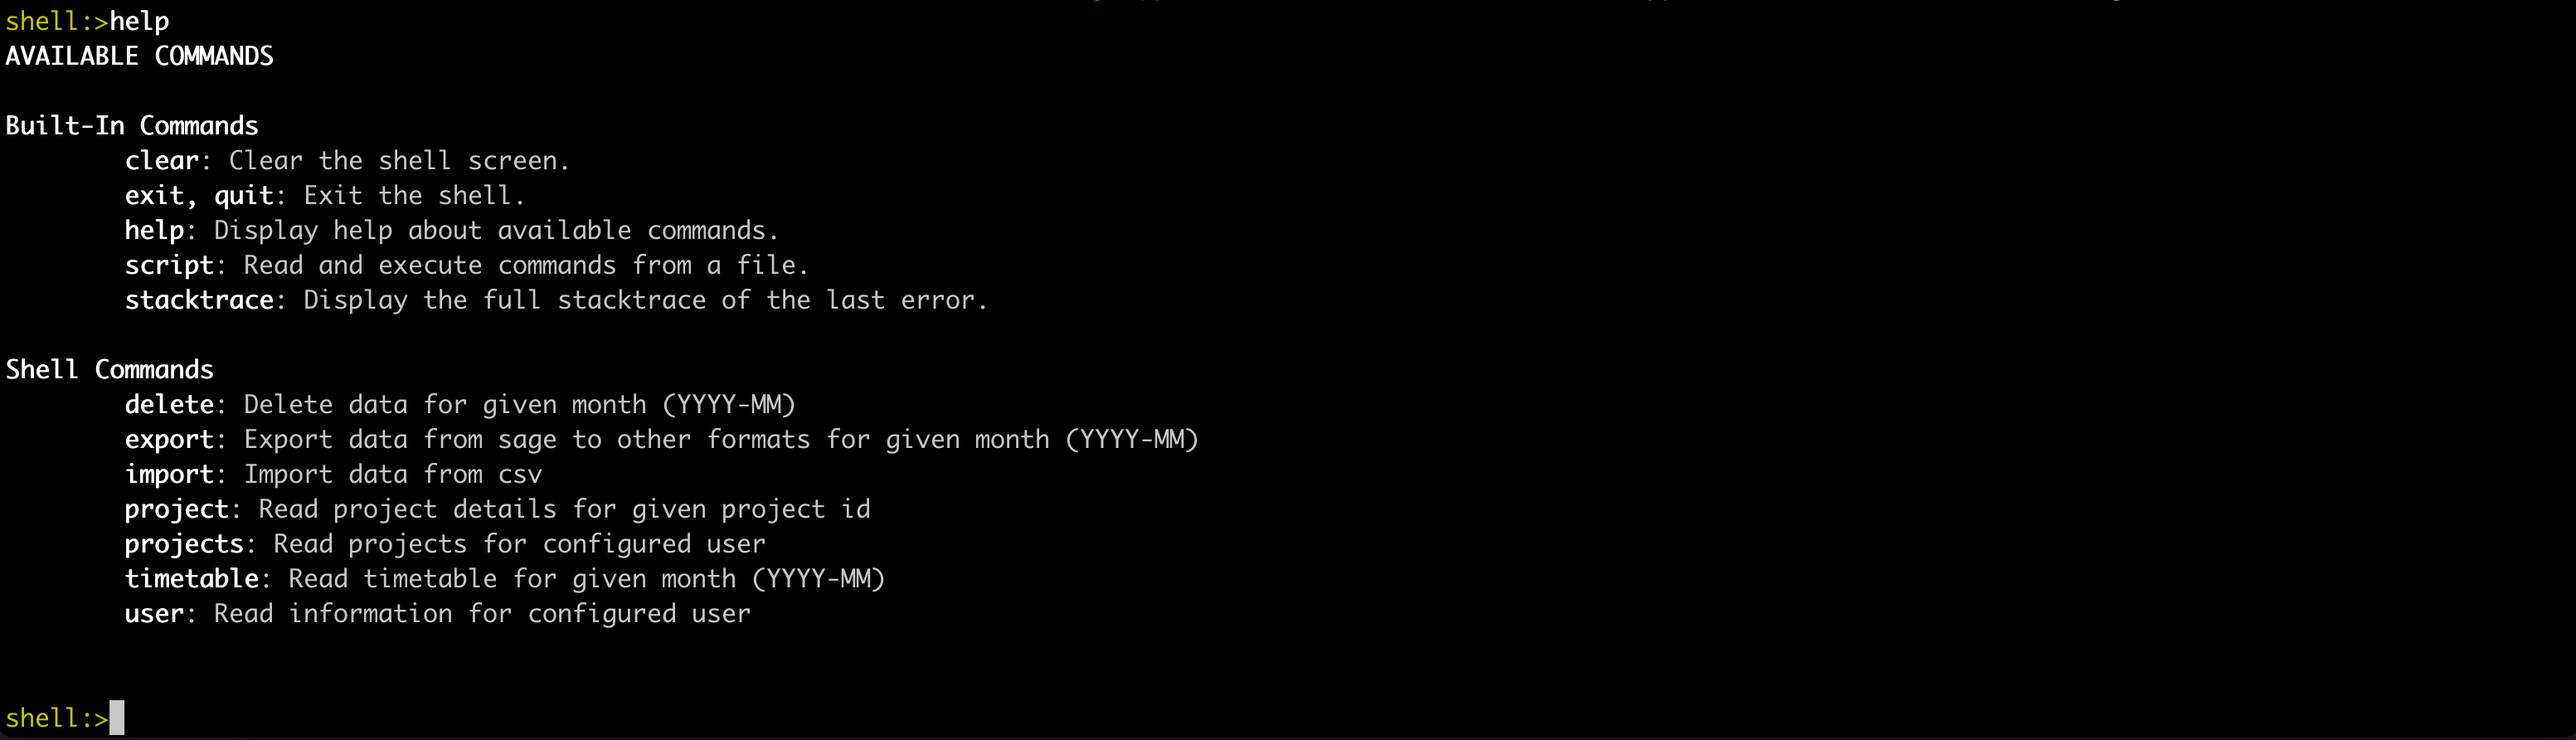 shell:>help
AVAILABLE COMMANDS
Built-In Commands
clear: Clear the shell screen.
exit, quit: Exit the shell.
help: Display help about available commands.
script: Read and execute commands from a file.
stacktrace: Display the full stacktrace of the last error.
Shell Commands
delete: Delete data for given month (YYYY-MM)
export: Export data from sage to other formats for given month (YYYY-MM)
import: Import data from csv
project: Read project details for given project id
projects: Read projects for configured user
timetable: Read timetable for given month (YYYY-MM)
user: Read information for configured user
shell:>